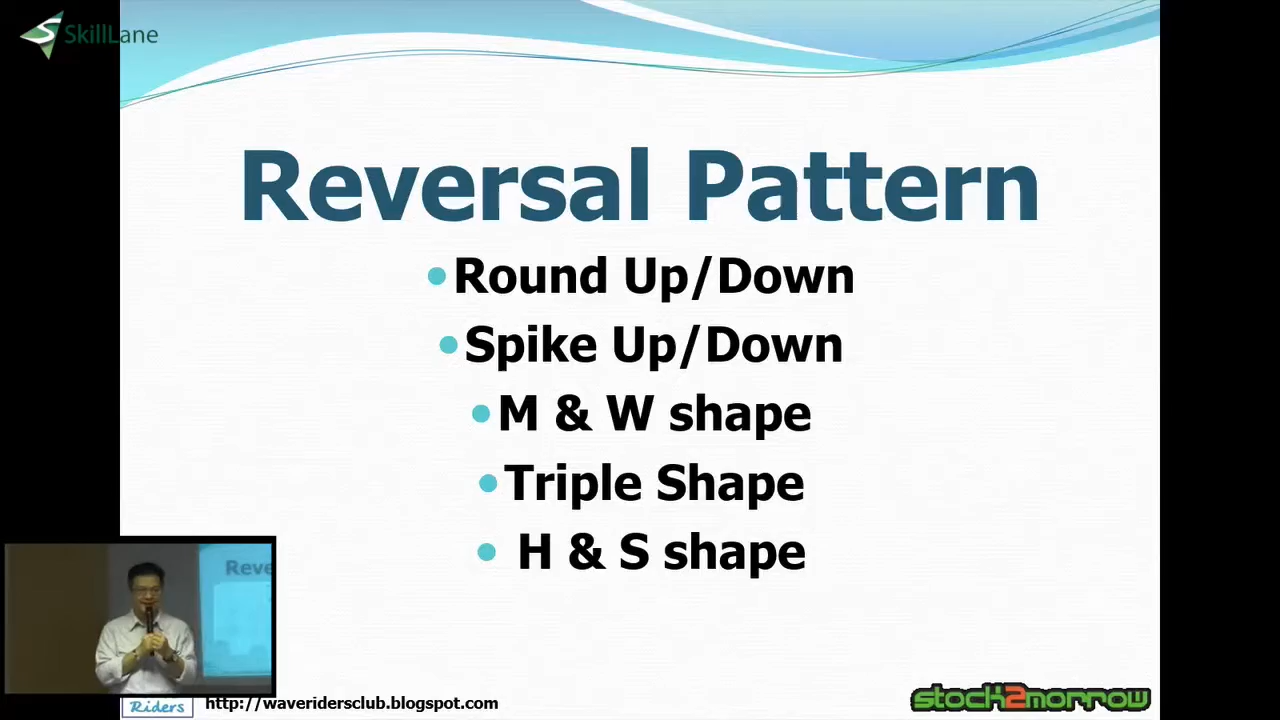 SkillLane
Reversal Pattern
•Round Up/Down
•Spike Up/Down
•M & W shape
•Triple Shape
• H & S shape
Reve
Riders
http://waveridersclub.blogspot.com
stock2morrow